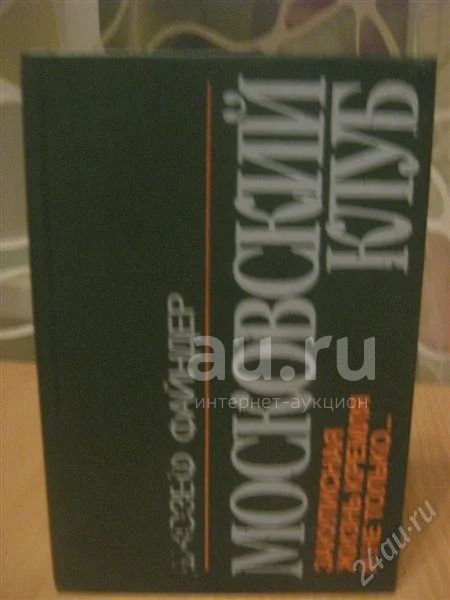 ДЖОЗЕФ ФАЙНДЕР
МОСКОВСКИЙ
КЛУБ
ЗАКУЛИСНАЯ
ЖИЗНЬ КРЕМЛЯ
И НЕ ТОЛЬКО...
au.ru
интернет-аукцион
24au.ru